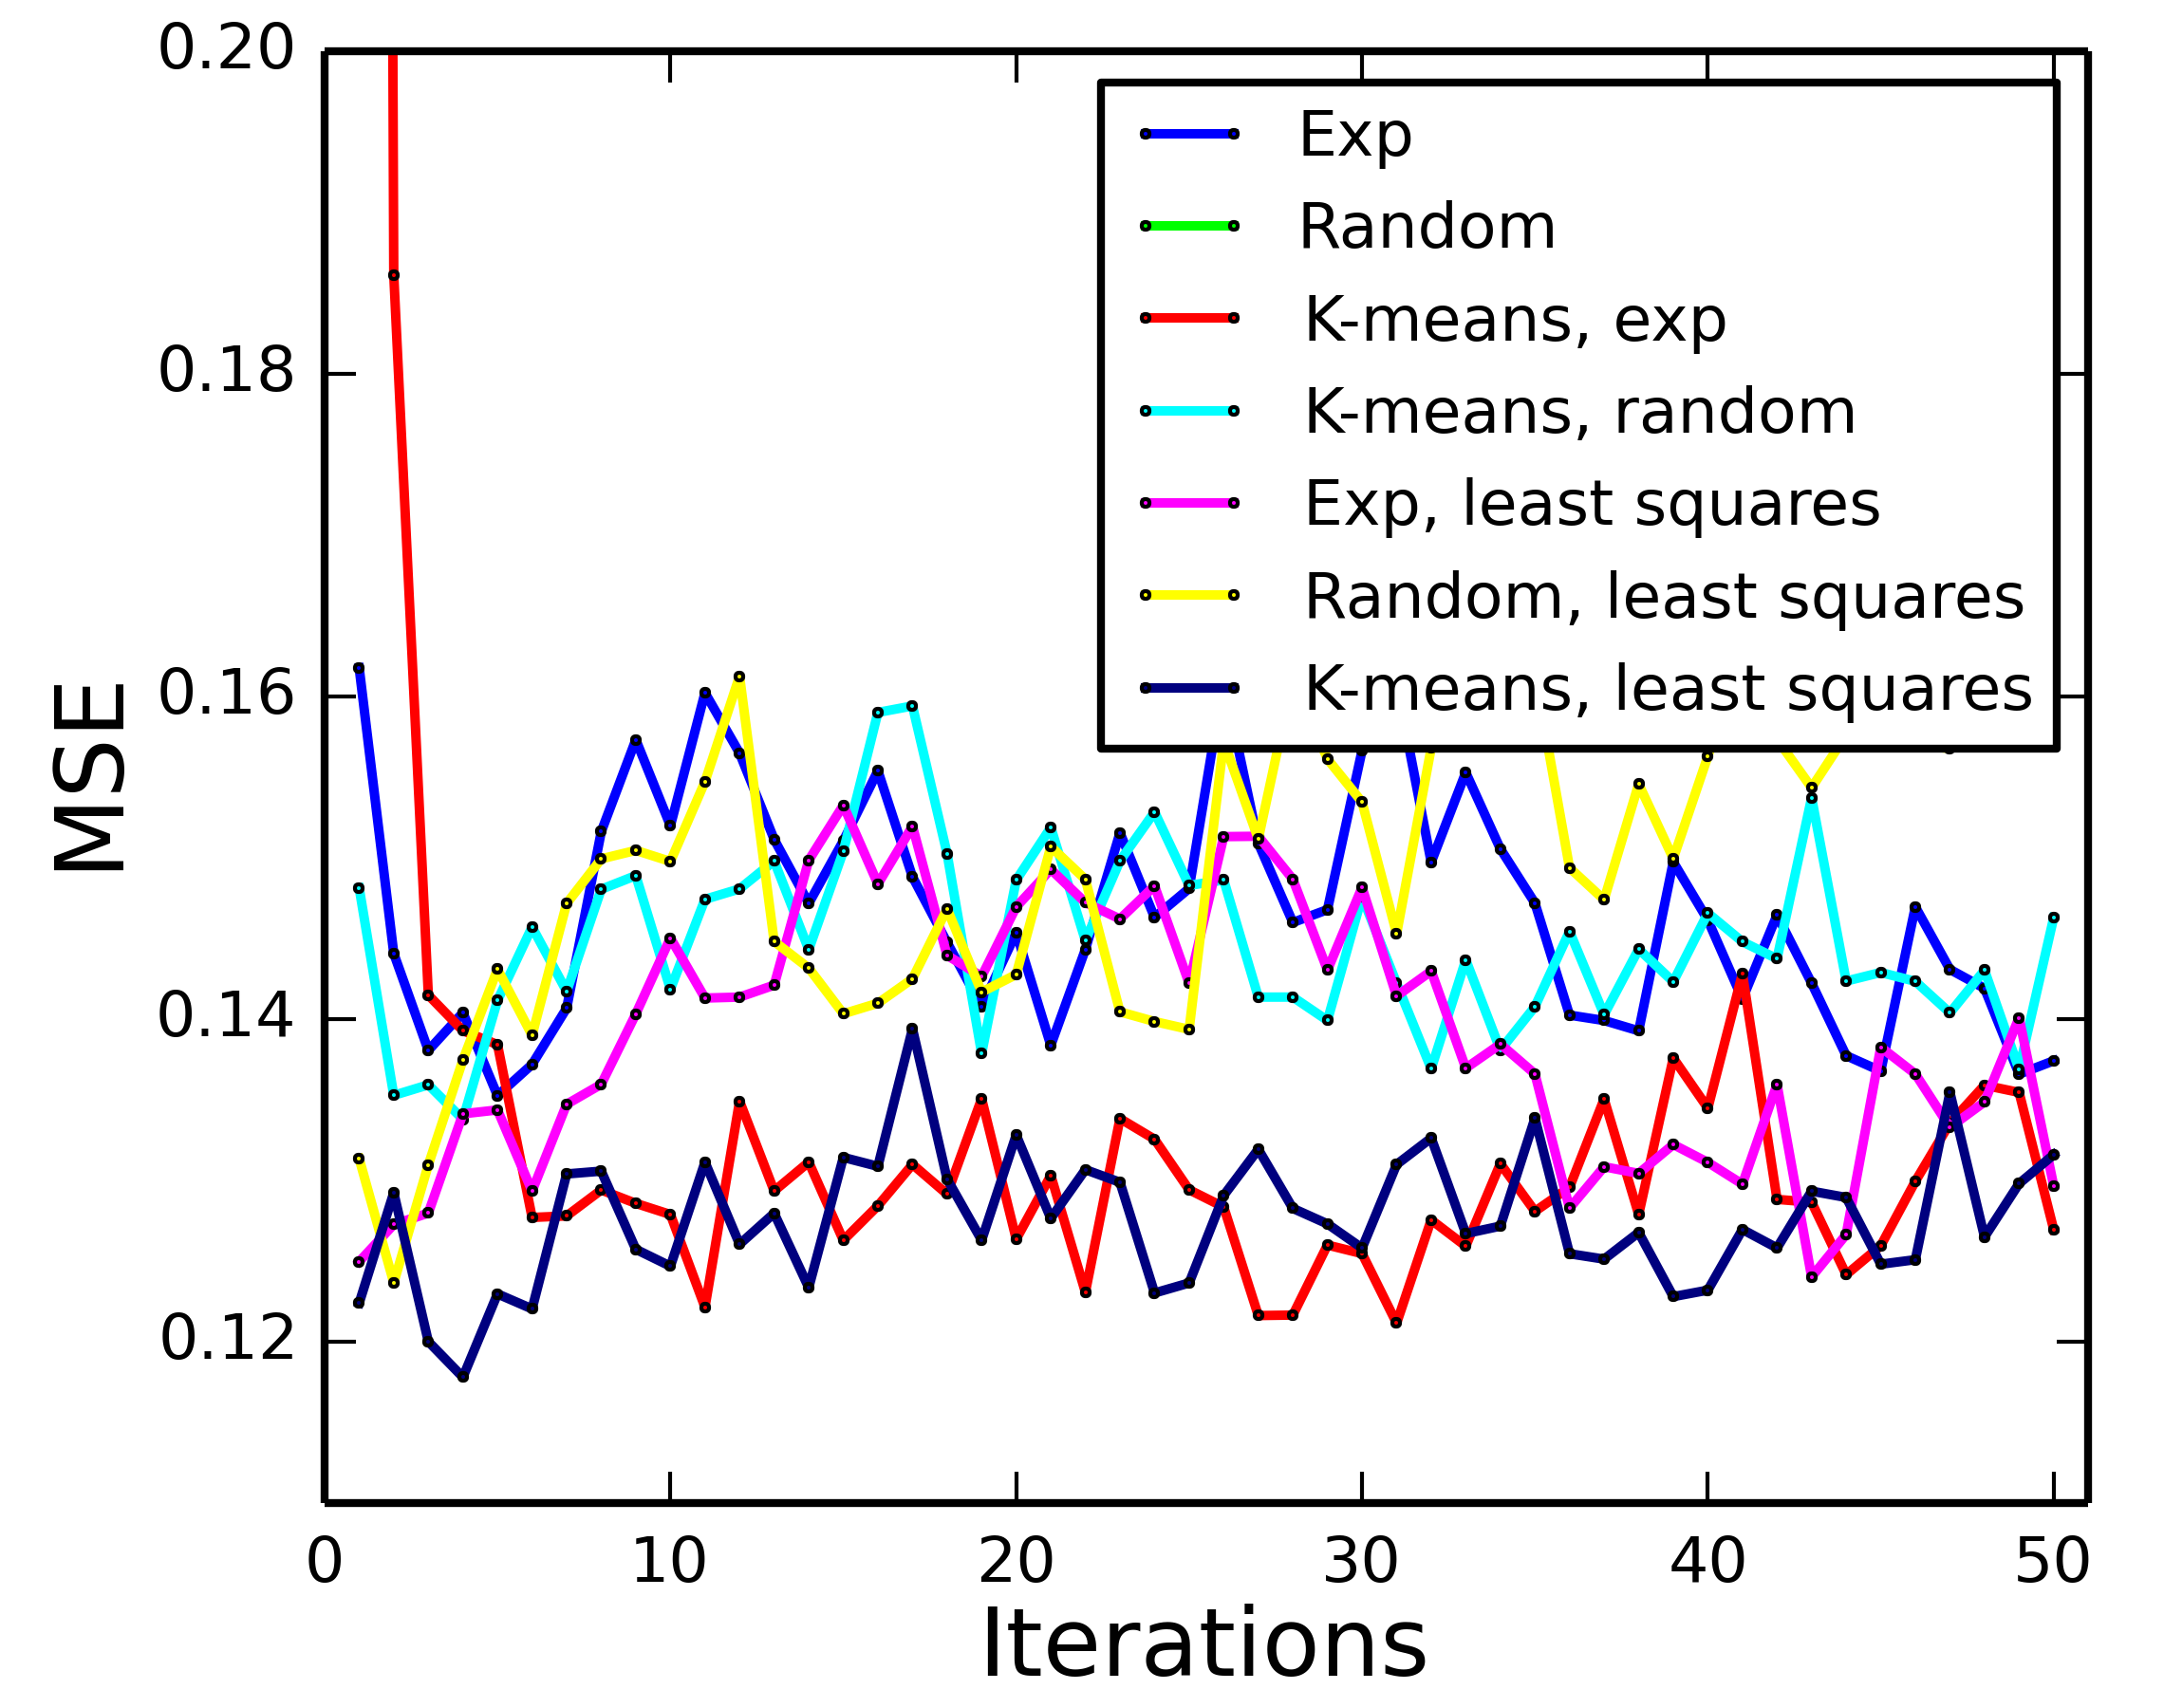 0.20
0.18
0.16
0.14
0.12
MSE
Exp
Random
K-means, exp
K-means, random
Exp, least squares
Random, least squares
K-means, least squares
0 10 20 30 40 50
Iterations